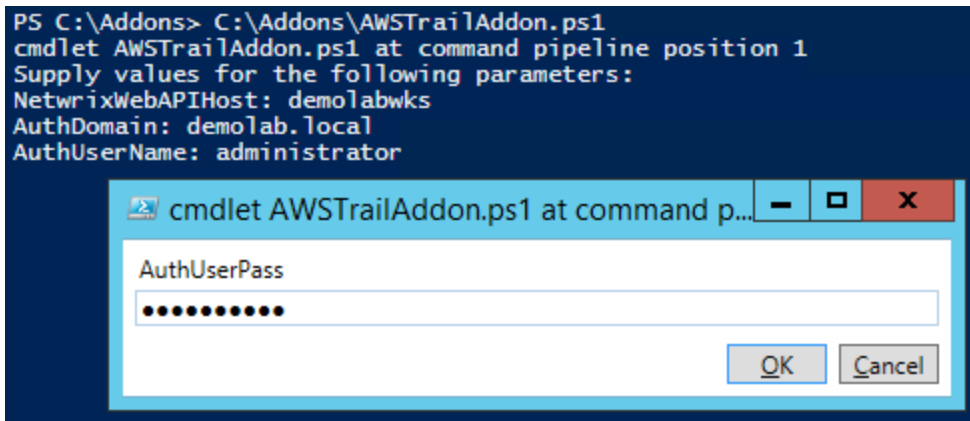 PS C:\Addons> C:\Addons\AWSTrailAddon.ps1
cmdlet AWSTrailAddon.ps1 at command pipeline position 1
Supply values for the following parameters:
NetwrixWebAPIHost: demolabwks
AuthDomain: demolab.local
AuthUserName: administrator
cmdlet AWSTrailAddon.ps1 at command p...
AuthUserPass
●●●●●●●●●●
OK Cancel